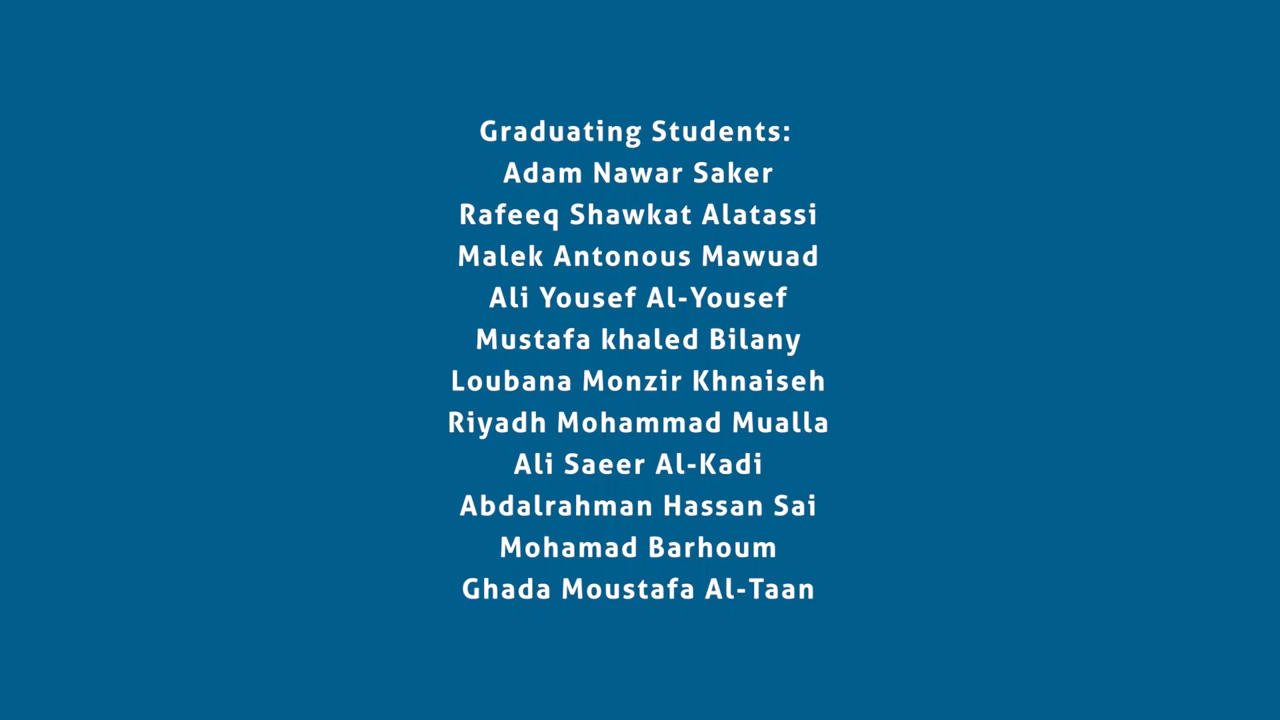 Graduating Students:
Adam Nawar Saker
Rafeeq Shawkat Alatassi
Malek Antonous Mawuad
Ali Yousef Al-Yousef
Mustafa khaled Bilany
Loubana Monzir Khnaiseh
Riyadh Mohammad Mualla
Ali Saeer Al-Kadi
Abdalrahman Hassan Sai
Mohamad Barhoum
Ghada Moustafa Al-Taan